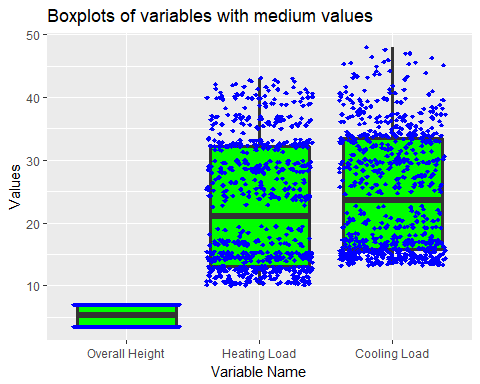 Boxplots of variables with medium values
50
40
30
20
10
Values
Overall Height
Heating Load
Cooling Load
Variable Name